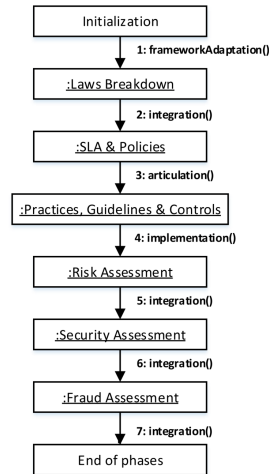 Initialization
1: frameworkAdaptation()
:Laws Breakdown
2: integration()
:SLA & Policies
3: articulation()
:Practices, Guidelines & Controls
4: implementation()
:Risk Assessment
5: integration()
:Security Assessment
6: integration()
:Fraud Assessment
7: integration()
End of phases